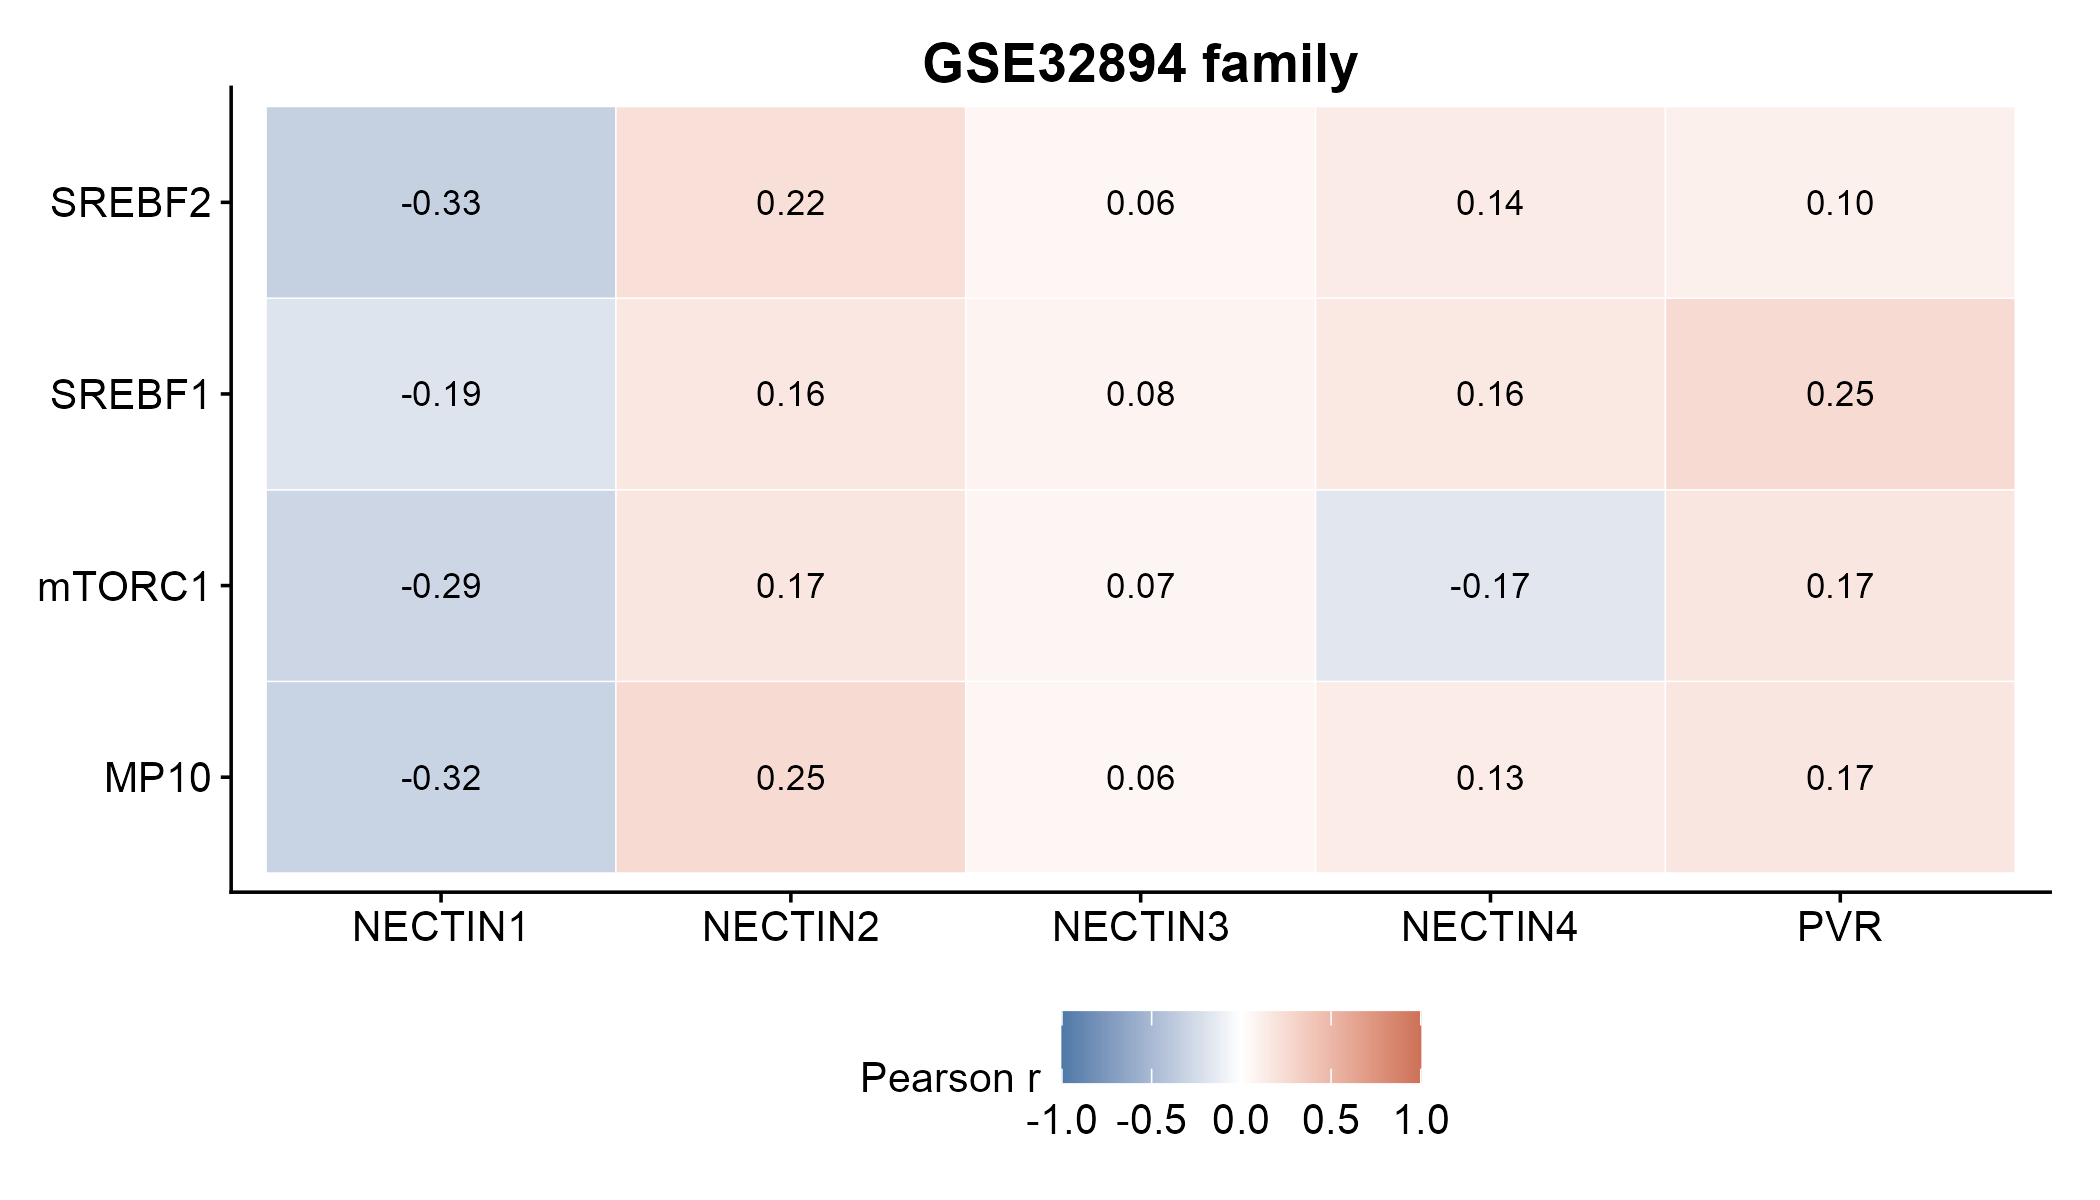 GSE32894 family
SREBF2 -0.33 0.22 0.06 0.14 0.10
SREBF1 -0.19 0.16 0.08 0.16 0.25
mTORC1 -0.29 0.17 0.07 -0.17 0.17
MP10 -0.32 0.25 0.06 0.13 0.17
NECTIN1 NECTIN2 NECTIN3 NECTIN4 PVR
Pearson r
-1.0 -0.5 0.0 0.5 1.0